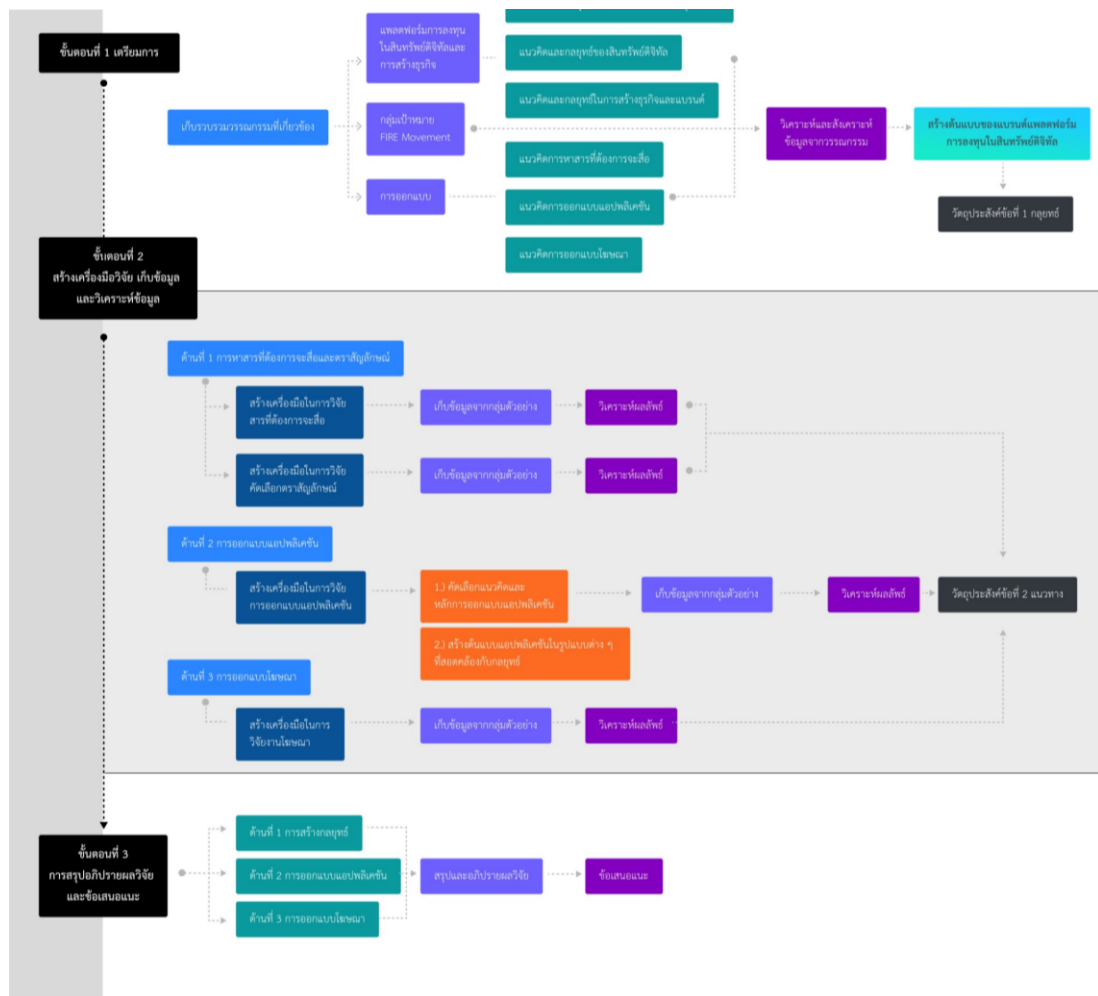 ขั้นตอนที่ 1 เตรียมการ
เก็บรวบรวมวรรณกรรมที่เกี่ยวข้อง
แพลตฟอร์มการลงทุน
ในสินทรัพย์ดิจิทัลและ
การสร้างธุรกิจ
กลุ่มเป้าหมาย
FIRE Movement
การออกแบบ
แนวคิดและกลยุทธ์ของสินทรัพย์ดิจิทัล
แนวคิดและกลยุทธ์ในการสร้างธุรกิจและแบรนด์
แนวคิดการหาสารที่ต้องการจะสื่อ
แนวคิดการออกแบบแอปพลิเคชัน
แนวคิดการออกแบบโฆษณา
วิเคราะห์และสังเคราะห์
ข้อมูลจากวรรณกรรม
สร้างต้นแบบของแบรนด์แพลตฟอร์ม
การลงทุนในสินทรัพย์ดิจิทัล
วัตถุประสงค์ข้อที่ 1 กลุยทธ์
ขั้นตอนที่ 2
สร้างเครื่องมือวิจัย เก็บข้อมูล
และวิเคราะห์ข้อมูล
ด้านที่ 1 การหาสารที่ต้องการจะสื่อและตราสัญลักษณ์
สร้างเครื่องมือในการวิจัย
สารที่ต้องการจะสื่อ
เก็บข้อมูลจากกลุ่มตัวอย่าง
วิเคราะห์ผลลัพธ์
สร้างเครื่องมือในการวิจัย
คัดเลือกตราสัญลักษณ์
เก็บข้อมูลจากกลุ่มตัวอย่าง
วิเคราะห์ผลลัพธ์
ด้านที่ 2 การออกแบบแอปพลิเคชัน
สร้างเครื่องมือในการวิจัย
การออกแบบแอปพลิเคชัน
1.) คัดเลือกแนวคิดและ
หลักการออกแบบแอปพลิเคชัน
2.) สร้างต้นแบบแอปพลิเคชันในรูปแบบต่าง ๆ
ที่สอดคล้องกับกลยุทธ์
เก็บข้อมูลจากกลุ่มตัวอย่าง
วิเคราะห์ผลลัพธ์
วัตถุประสงค์ข้อที่ 2 แนวทาง
ด้านที่ 3 การออกแบบโฆษณา
สร้างเครื่องมือในการ
วิจัยงานโฆษณา
เก็บข้อมูลจากกลุ่มตัวอย่าง
วิเคราะห์ผลลัพธ์
ขั้นตอนที่ 3
การสรุปอภิปรายผลวิจัย
และข้อเสนอแนะ
ด้านที่ 1 การสร้างกลยุทธ์
ด้านที่ 2 การออกแบบแอปพลิเคชัน
ด้านที่ 3 การออกแบบโฆษณา
สรุปและอภิปรายผลวิจัย
ข้อเสนอแนะ